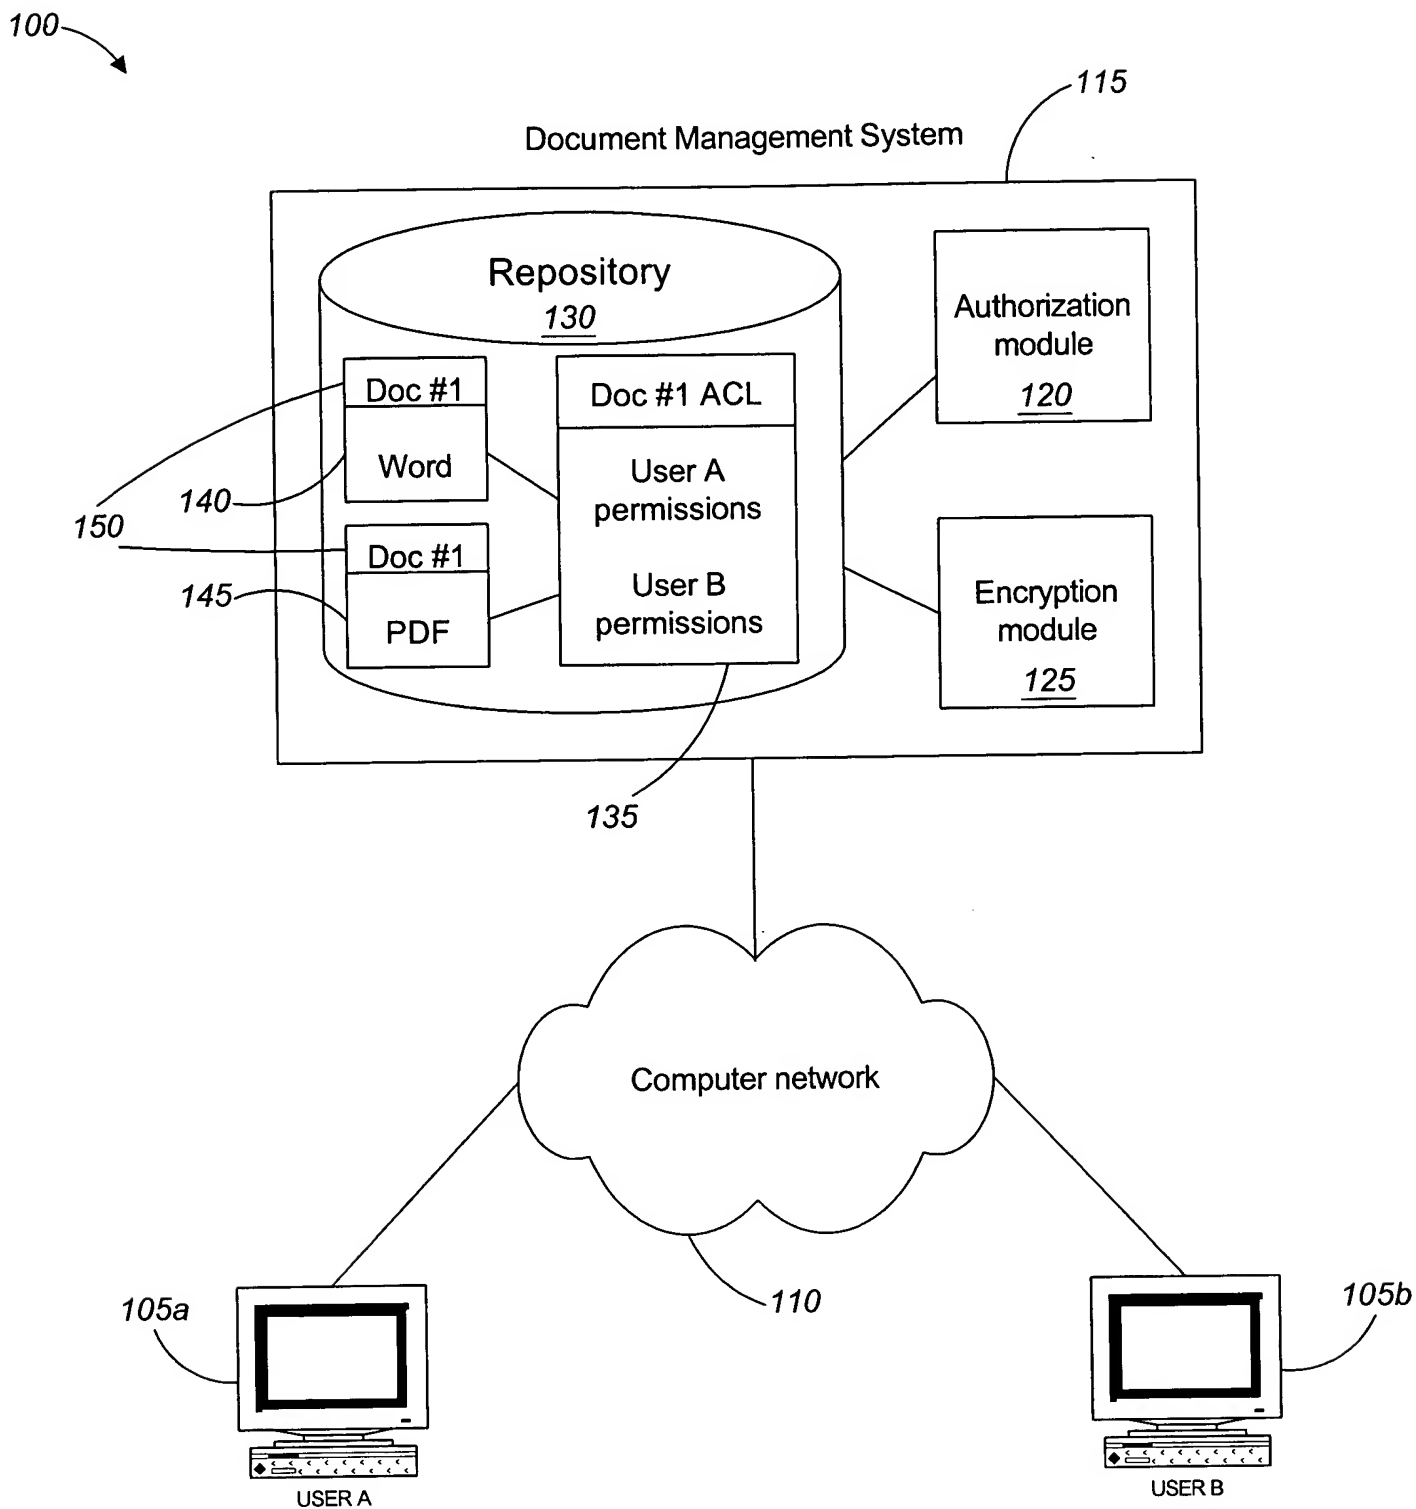 100
115
Document Management System
Repository
130
Authorization
module
120
Doc #1
Word
Doc #1 ACL
User A
permissions
User B
permissions
140
150
Doc #1
PDF
145
Encryption
module
125
135
Computer network
110
105a
105b
USER A
USER B